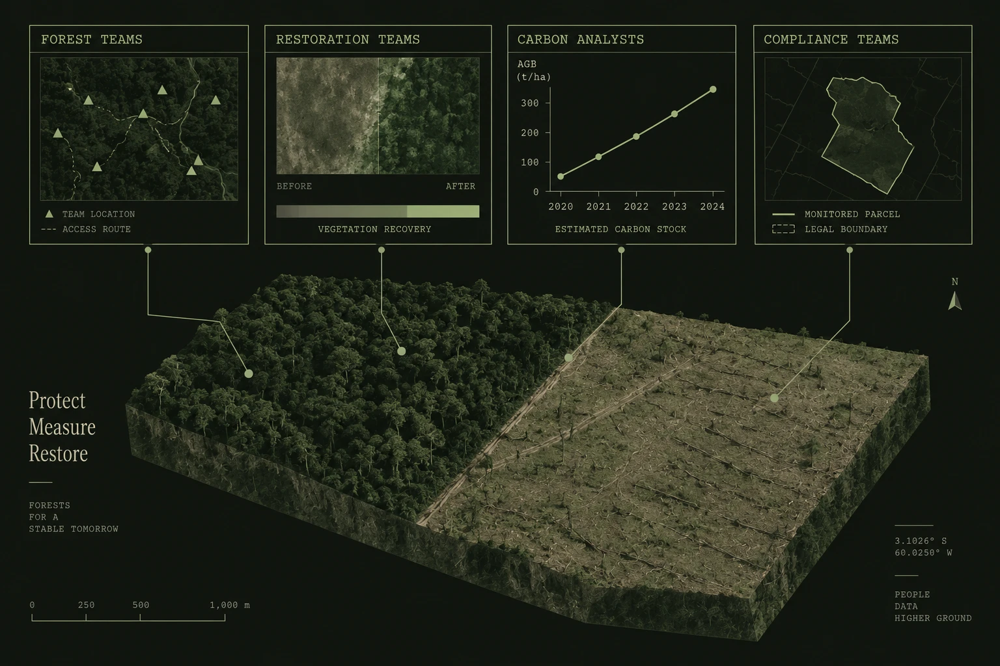 FOREST TEAMS
TEAM LOCATION
ACCESS ROUTE
RESTORATION TEAMS
BEFORE AFTER
VEGETATION RECOVERY
CARBON ANALYSTS
AGB
(t/ha)
300
200
100
0
2020 2021 2022 2023 2024
ESTIMATED CARBON STOCK
COMPLIANCE TEAMS
MONITORED PARCEL
LEGAL BOUNDARY
N
Protect
Measure
Restore
FORESTS
FOR A
STABLE TOMORROW
0 250 500 1,000 m
3.1026° S
60.0250° W
PEOPLE
DATA
HIGHER GROUND